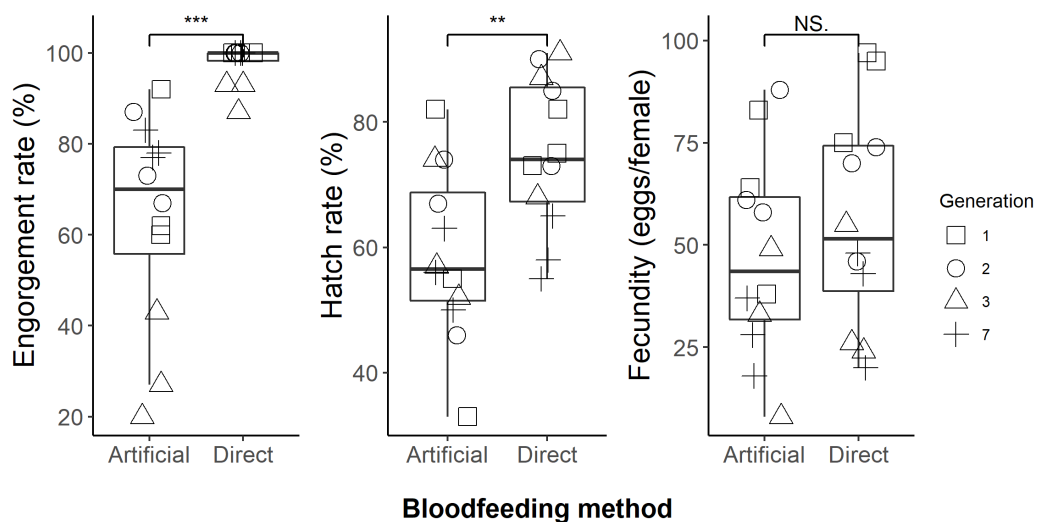 ***
**
NS.
Engorgement rate (%)
100
80
60
40
20
Artificial Direct
Hatch rate (%)
80
60
40
Artificial Direct
Fecundity (eggs/female)
100
75
50
25
Artificial Direct
Generation
1
2
3
7
Bloodfeeding method